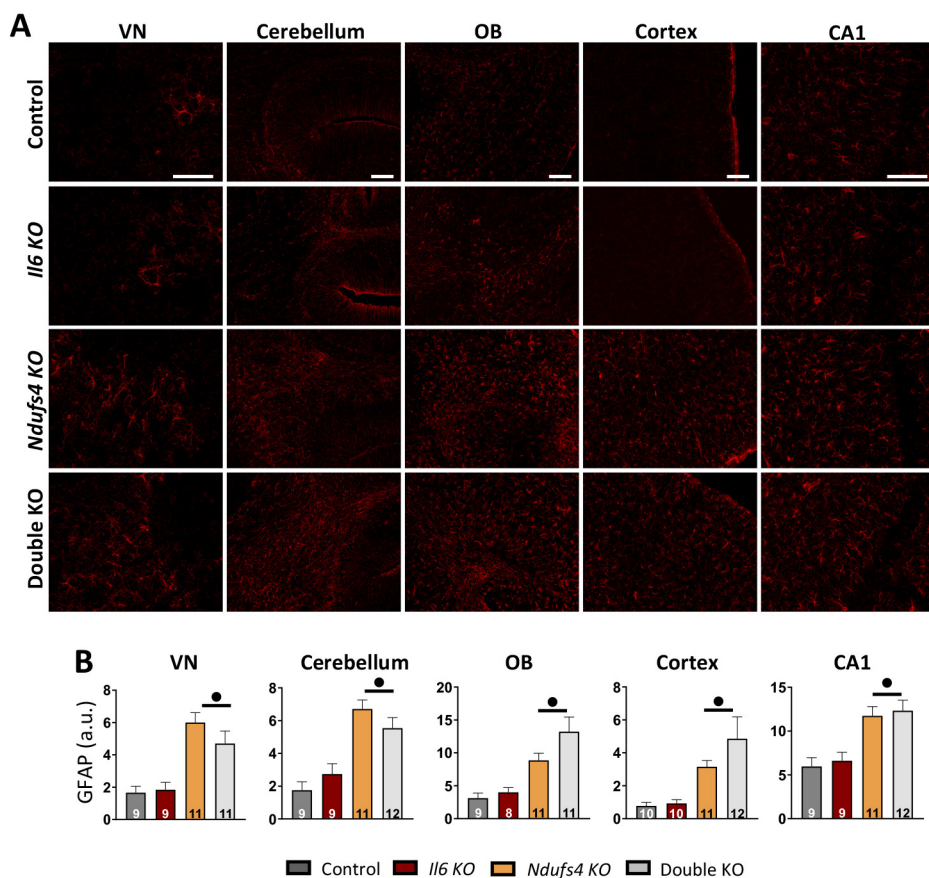 A
VN Cerebellum OB Cortex CA1
Control
Il6 KO
Ndufs4 KO
Double KO
B
VN Cerebellum OB Cortex CA1
GFAP (a.u.)
8
6
4
2
0
9 9 11 11
8
6
4
2
0
9 9 11 12
20
15
10
5
0
9 8 11 11
8
6
4
2
0
10 10 11 12
15
10
5
0
9 9 11 12
Control Il6 KO Ndufs4 KO Double KO